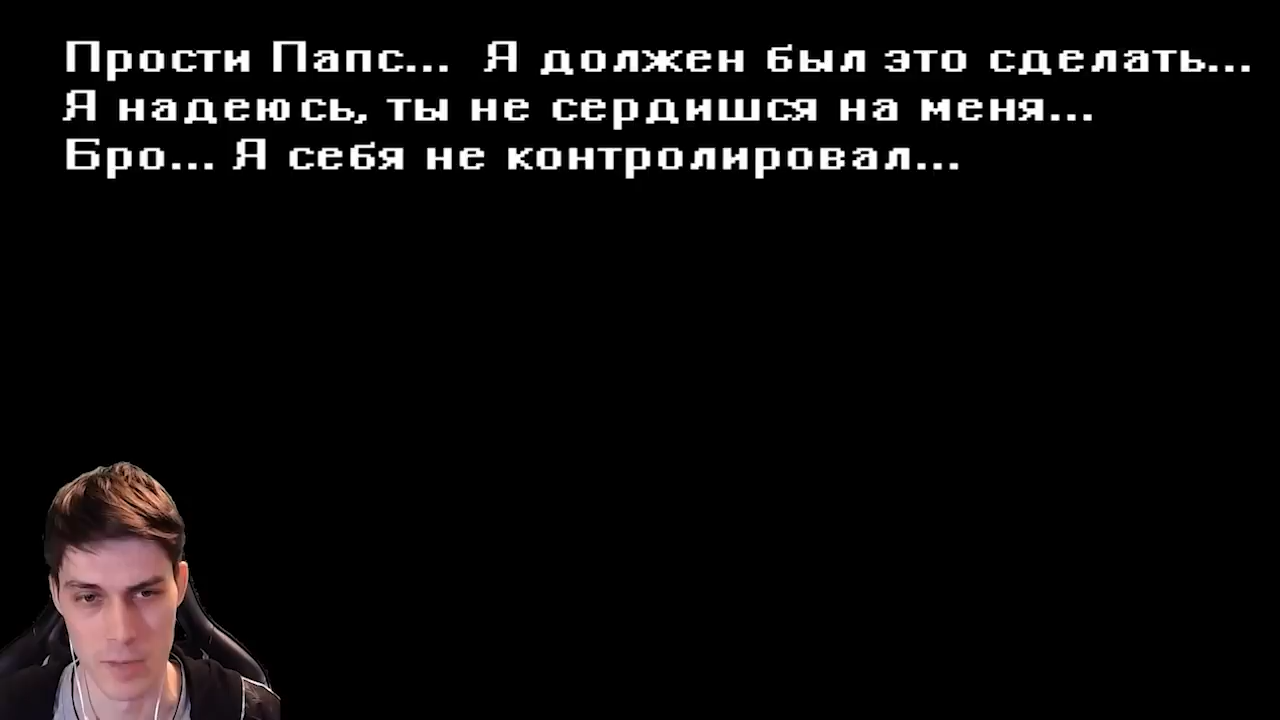 Прости Папс... Я должен был это сделать...
Я надеюсь, ты не сердишся на меня...
Бро... Я себя не контролировал...